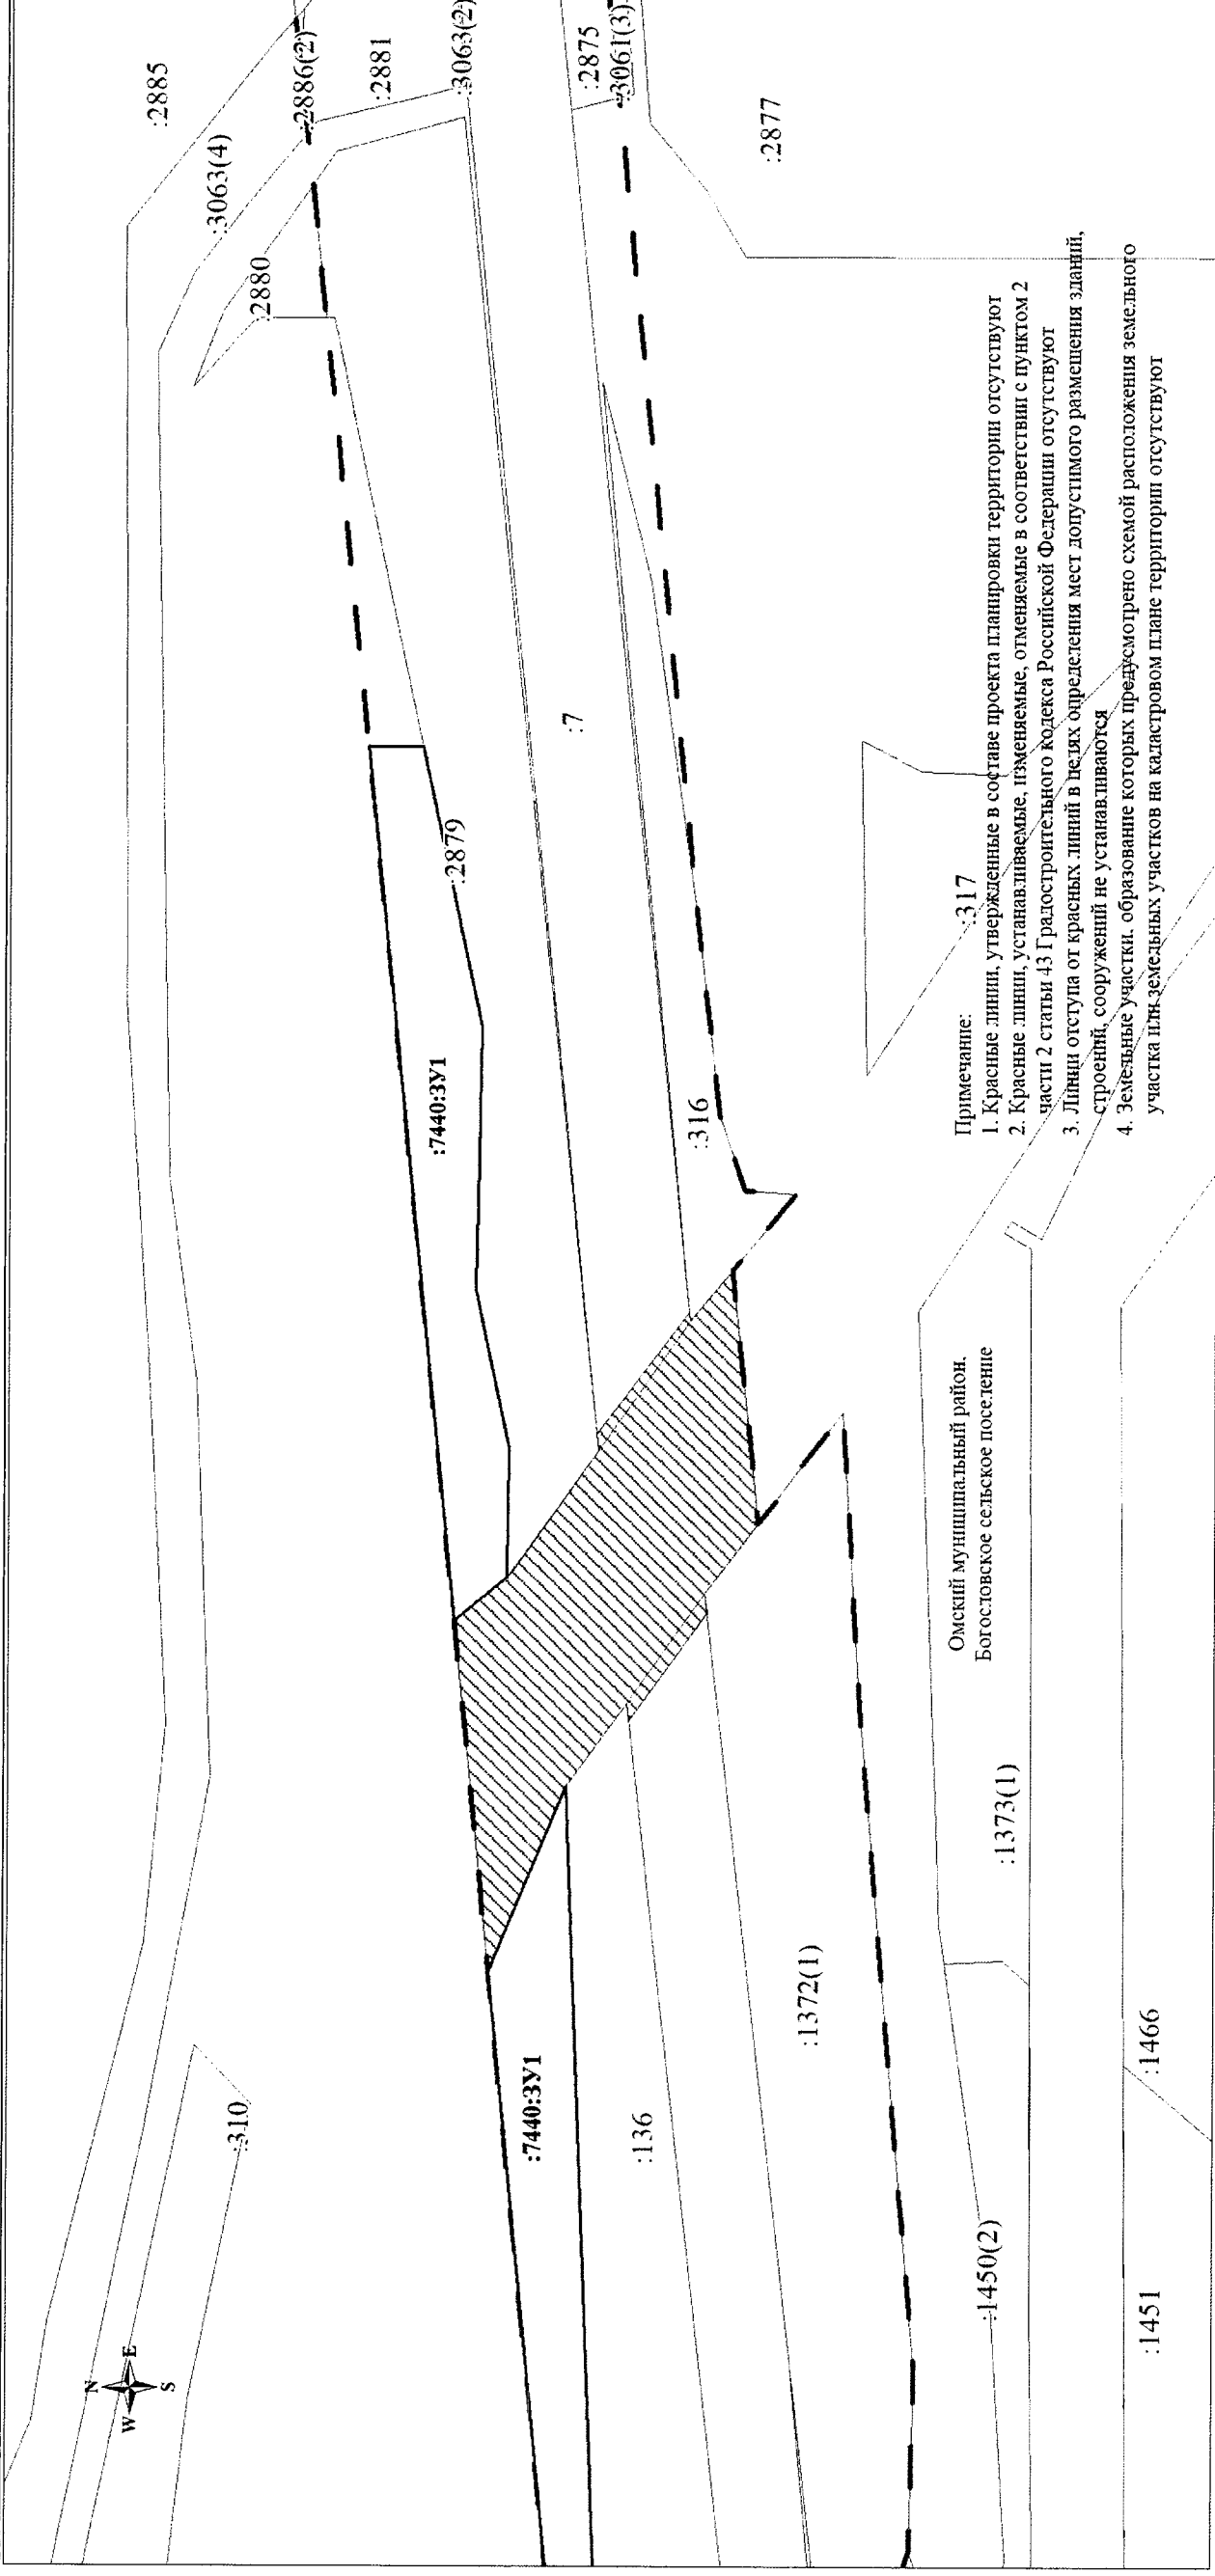 :2885
:3063(4)
:2886(2)
:2881
:3063(2)
:2880
:2875
:3061(3)
:2877
:7
:2879
:7440:ЗУ1
:316
:317
Примечание:
1. Красные линии, утвержденные в составе проекта планировки территории отсутствуют
2. Красные линии, устанавливаемые, изменяемые, отменяемые в соответствии с пунктом 2
части 2 статьи 43 Градостроительного кодекса Российской Федерации отсутствуют
3. Линии отступа от красных линий в целях определения мест допустимого размещения зданий,
строений, сооружений не устанавливаются
4. Земельные участки, образование которых предусмотрено схемой расположения земельного
участка или земельных участков на кадастровом плане территории отсутствуют
Омский муниципальный район,
Богословское сельское поселение
:1373(1)
:1372(1)
:7440:ЗУ1
:136
:310
:1450(2)
:1466
:1451
N
W
E
S